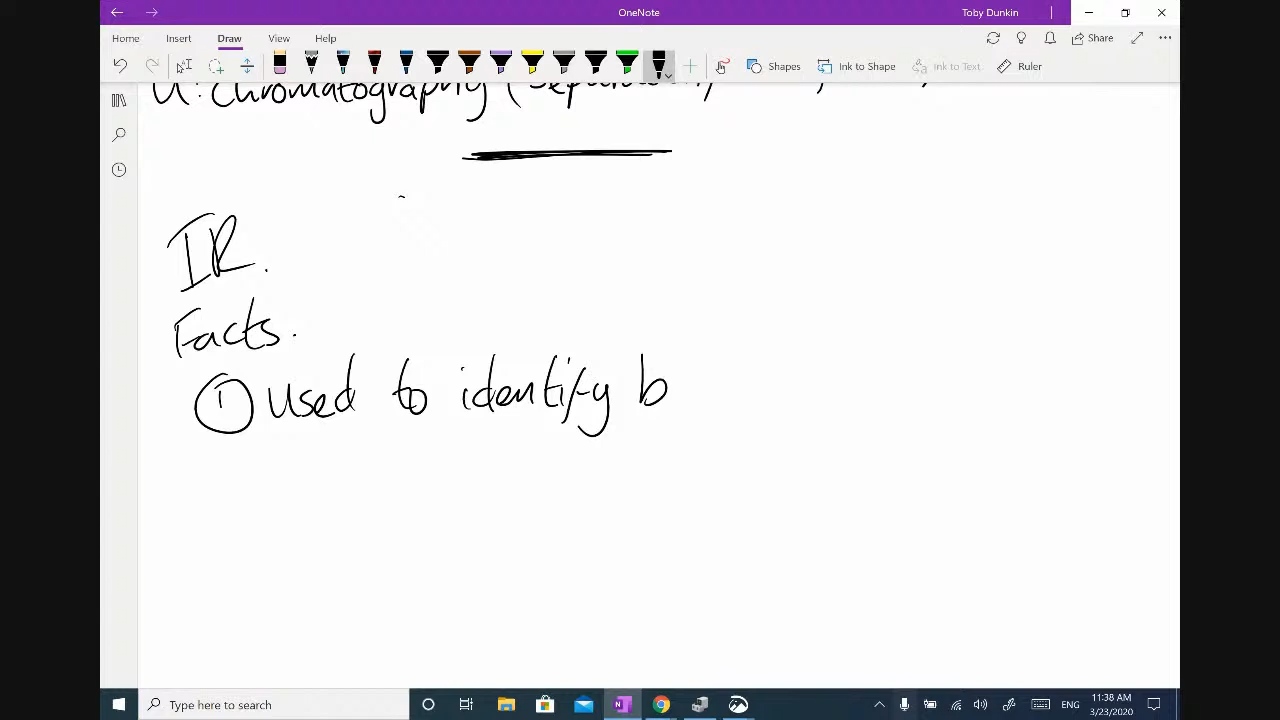 OneNote
Toby Dunkin
Home Insert Draw View Help
Share
Shapes Ink to Shape Ink to Text Ruler
Chromatography (
IR.
Facts.
① Used to identify b
Type here to search
ENG
11:38 AM
3/23/2020